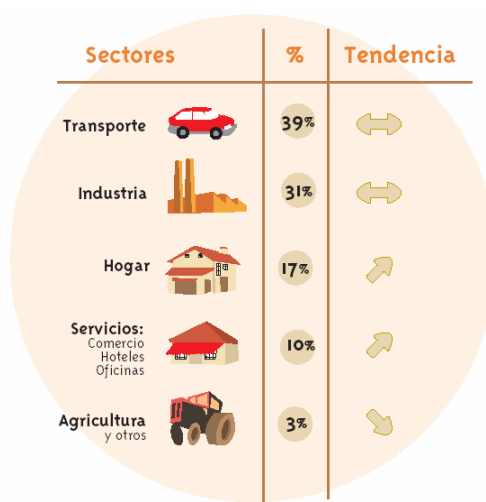 Sectores % Tendencia
Transporte 39%
Industria 31%
Hogar 17%
Servicios: 10%
Comercio
Hoteles
Oficinas
Agricultura 3%
y otros